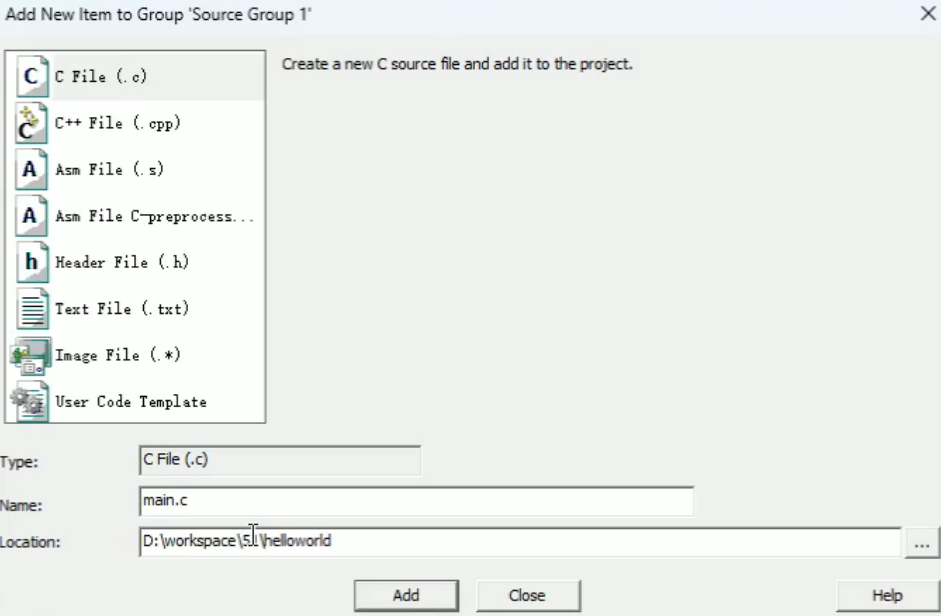 Add New Item to Group 'Source Group 1'
C File (.c)
Create a new C source file and add it to the project.
C++ File (.cpp)
Asm File (.s)
Asm File C-preprocess...
Header File (.h)
Text File (.txt)
Image File (.*)
User Code Template
Type:
C File (.c)
Name:
main.c
Location:
D:\workspace\51\helloworld
...
Add
Close
Help